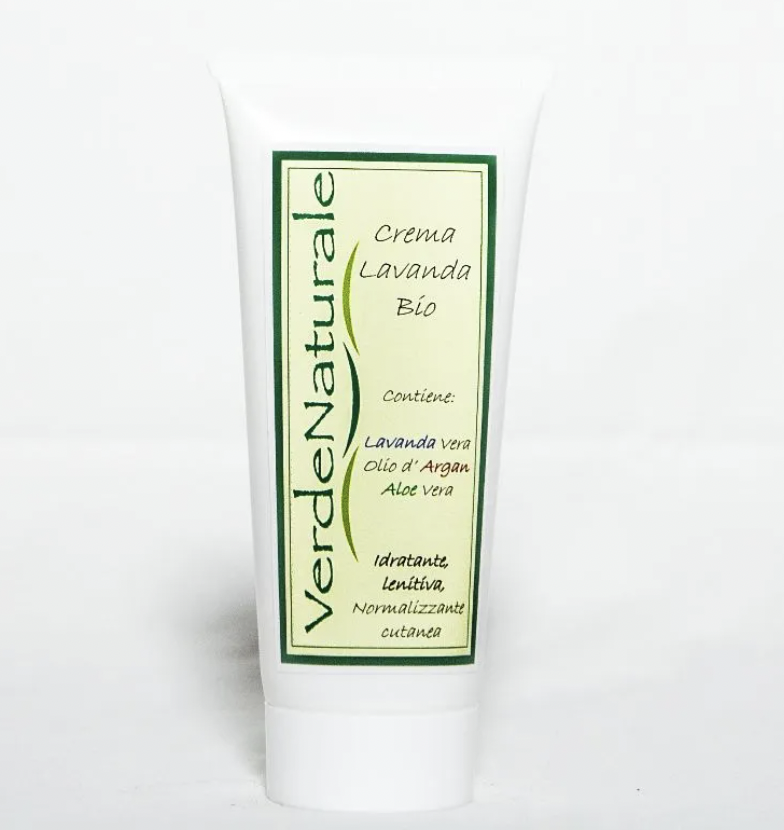 VerdeNaturale
Crema
Lavanda
Bio
Contiene:
Lavanda vera
Olio d' Argan
Aloe vera
Idratante,
lenitiva,
Normalizzante
cutanea